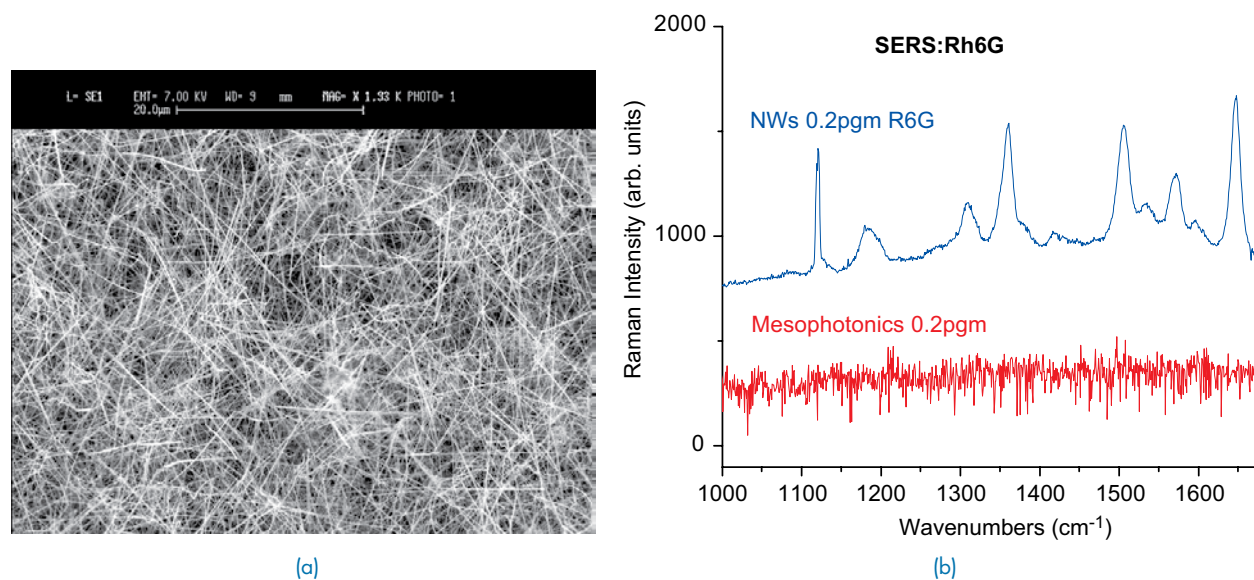 L= SE1 EHT= 7.00 KV WD= 9 mm MAG= X 1.93 K PHOTO= 1
20.0µm
(a)
SERS:Rh6G
NWs 0.2pgm R6G
Mesophotonics 0.2pgm
Raman Intensity (arb. units)
2000
1000
0
1000 1100 1200 1300 1400 1500 1600
Wavenumbers (cm-1)
(b)